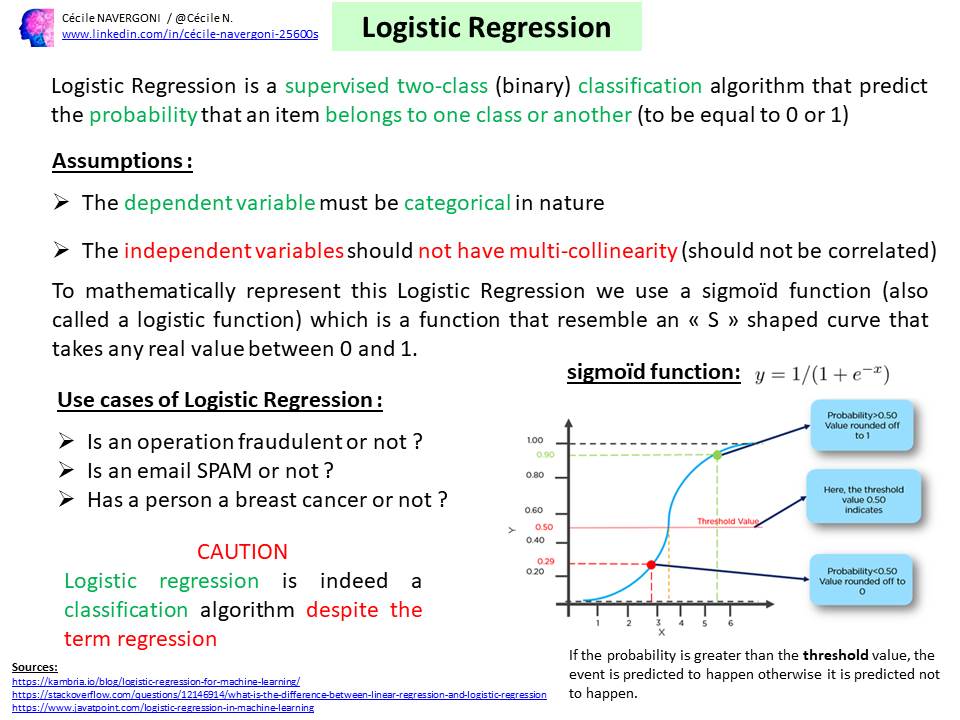 Cécile NAVERGONI / @Cécile N.
www.linkedin.com/in/cécile-navergoni-25600s
Logistic Regression
Logistic Regression is a supervised two-class (binary) classification algorithm that predict
the probability that an item belongs to one class or another (to be equal to 0 or 1)
Assumptions :
➢ The dependent variable must be categorical in nature
➢ The independent variables should not have multi-collinearity (should not be correlated)
To mathematically represent this Logistic Regression we use a sigmoïd function (also
called a logistic function) which is a function that resemble an « S » shaped curve that
takes any real value between 0 and 1.
sigmoïd function: y = 1/(1 + e^{-x})
Use cases of Logistic Regression :
➢ Is an operation fraudulent or not ?
➢ Is an email SPAM or not ?
➢ Has a person a breast cancer or not ?
CAUTION
Logistic regression is indeed a
classification algorithm despite the
term regression
1.00
0.90
0.80
0.60
0.50
0.40
0.29
0.20
Y
Threshold Value
1 2 3 4 5 6
X
Probability>0.50
Value rounded off
to 1
Here, the threshold
value 0.50
indicates
Probability<0.50
Value rounded off to
0
If the probability is greater than the threshold value, the
event is predicted to happen otherwise it is predicted not
to happen.
Sources:
https://kambria.io/blog/logistic-regression-for-machine-learning/
https://stackoverflow.com/questions/12146914/what-is-the-difference-between-linear-regression-and-logistic-regression
https://www.javatpoint.com/logistic-regression-in-machine-learning